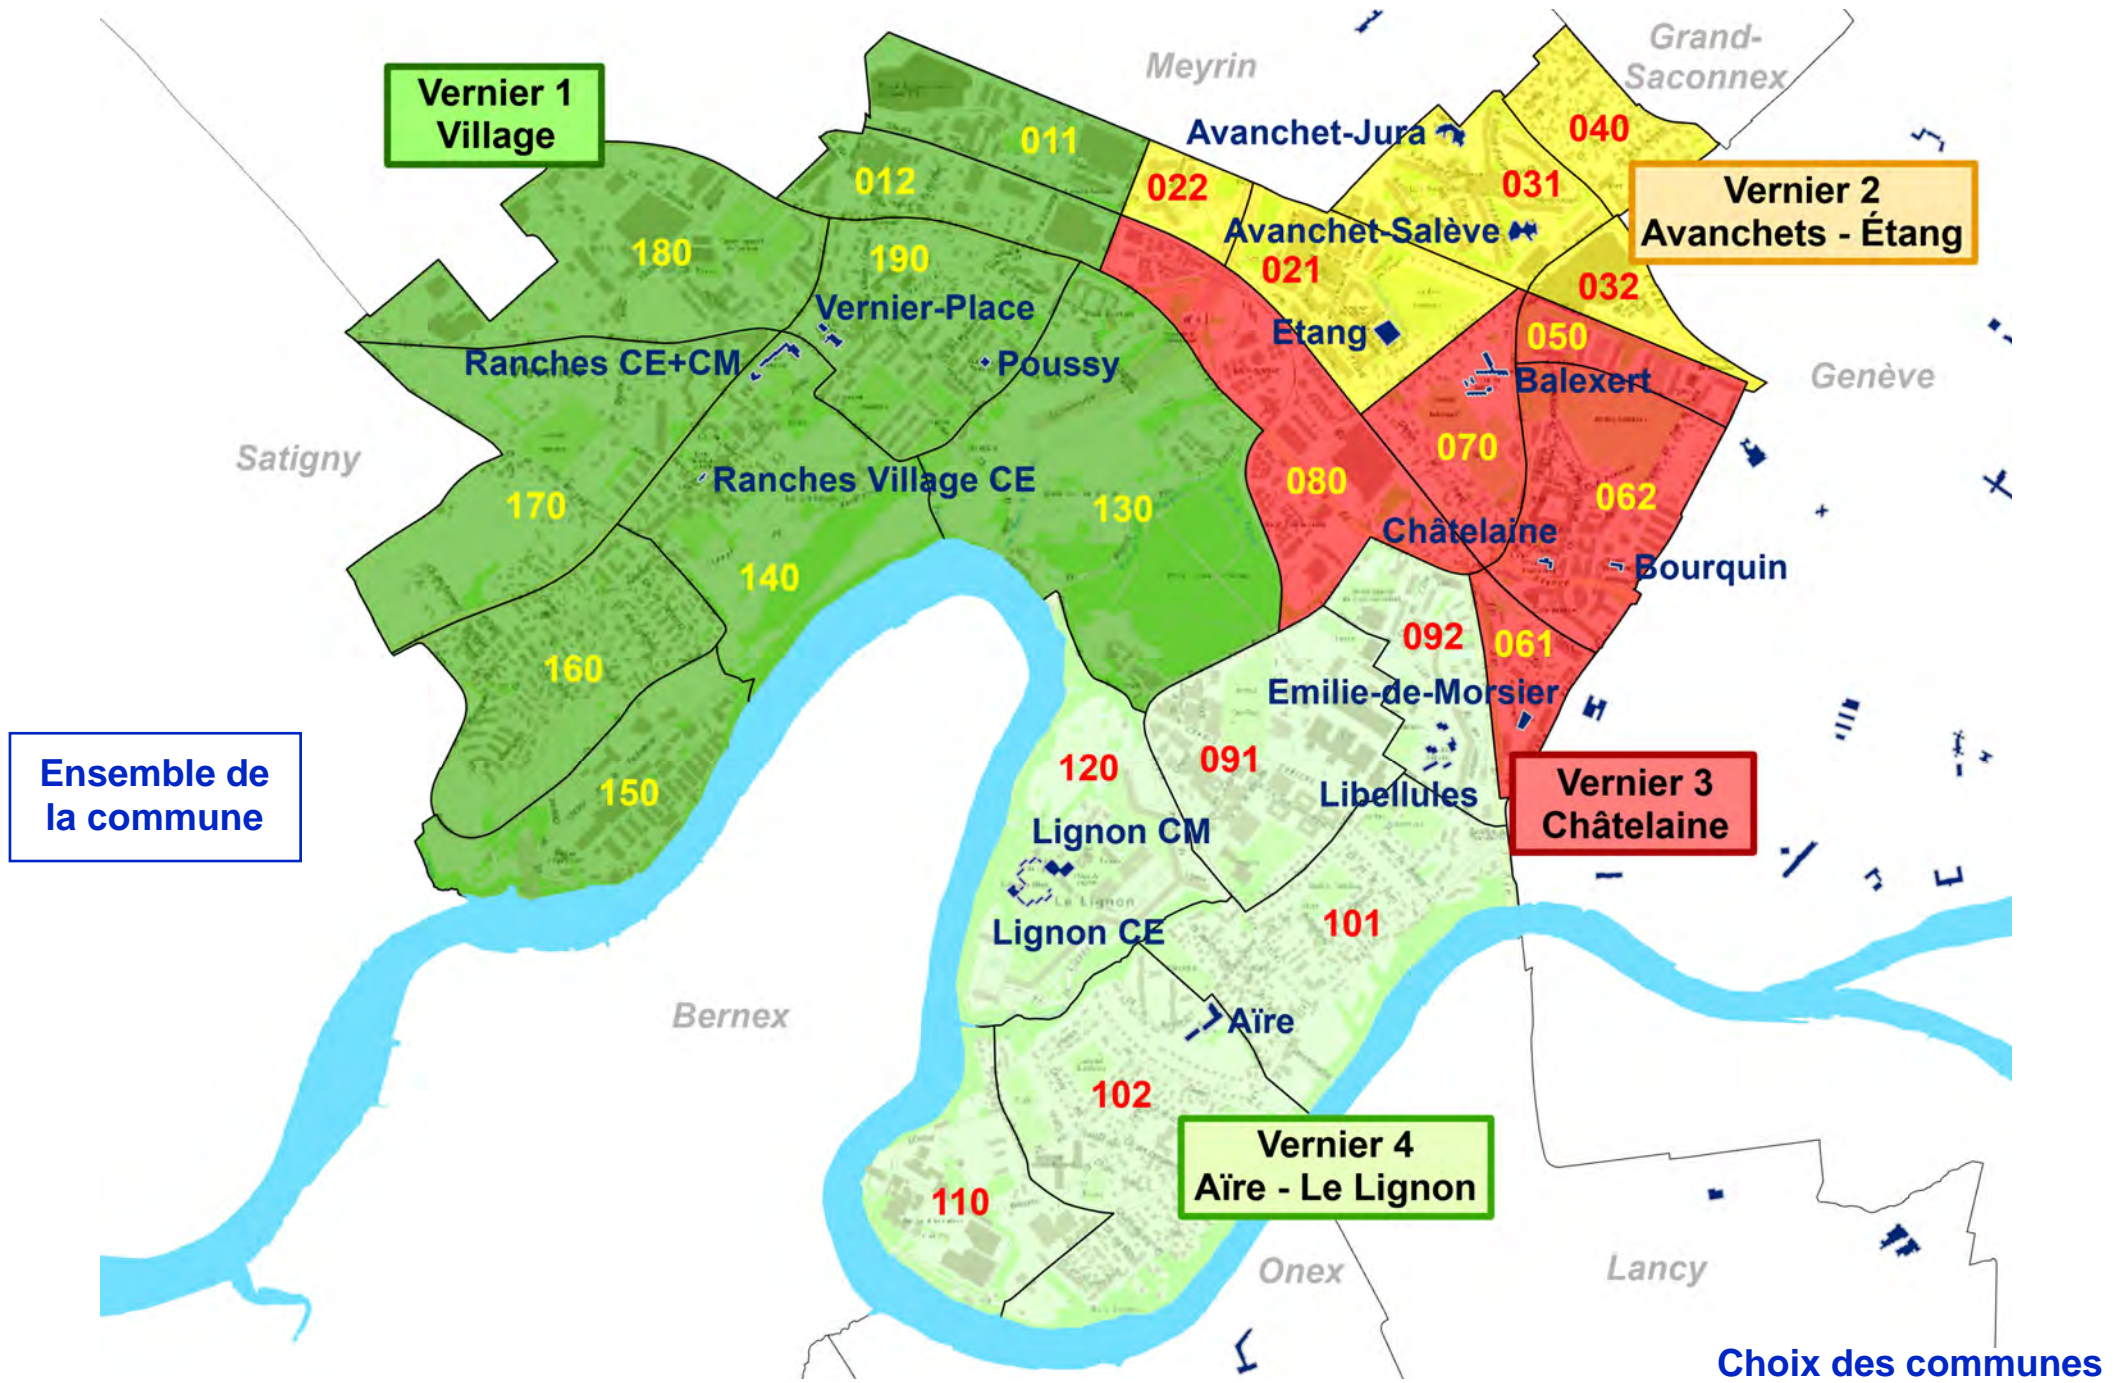 Grand-
Saconnex
Meyrin
Vernier 1
Village
011
040
Avanchet-Jura
012
022
031
Vernier 2
Avanchets - Étang
180
190
Avanchet-Salève
021
032
Vernier-Place
Etang
050
Ranches CE+CM
Poussy
Balexert
Genève
Satigny
070
Ranches Village CE
080
062
170
130
Châtelaine
140
Bourquin
092
061
160
Emilie-de-Morsier
Ensemble de
la commune
150
120
091
Libellules
Vernier 3
Châtelaine
Lignon CM
Le Lignon
Lignon CE
101
Bernex
Aïre
102
Vernier 4
Aïre - Le Lignon
110
Onex
Lancy
Choix des communes